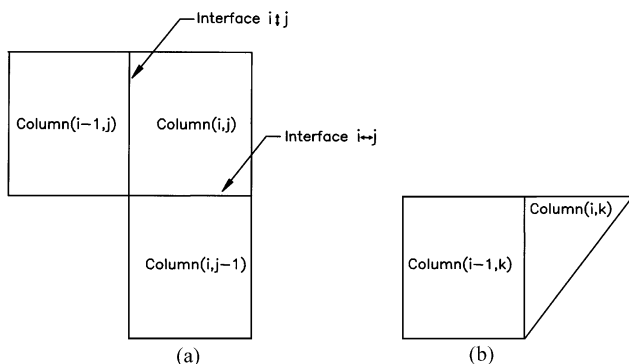 Interface i↕j
Column(i−1,j)
Column(i,j)
Interface i↔j
Column(i,j−1)
(a)
Column(i,k)
Column(i−1,k)
(b)